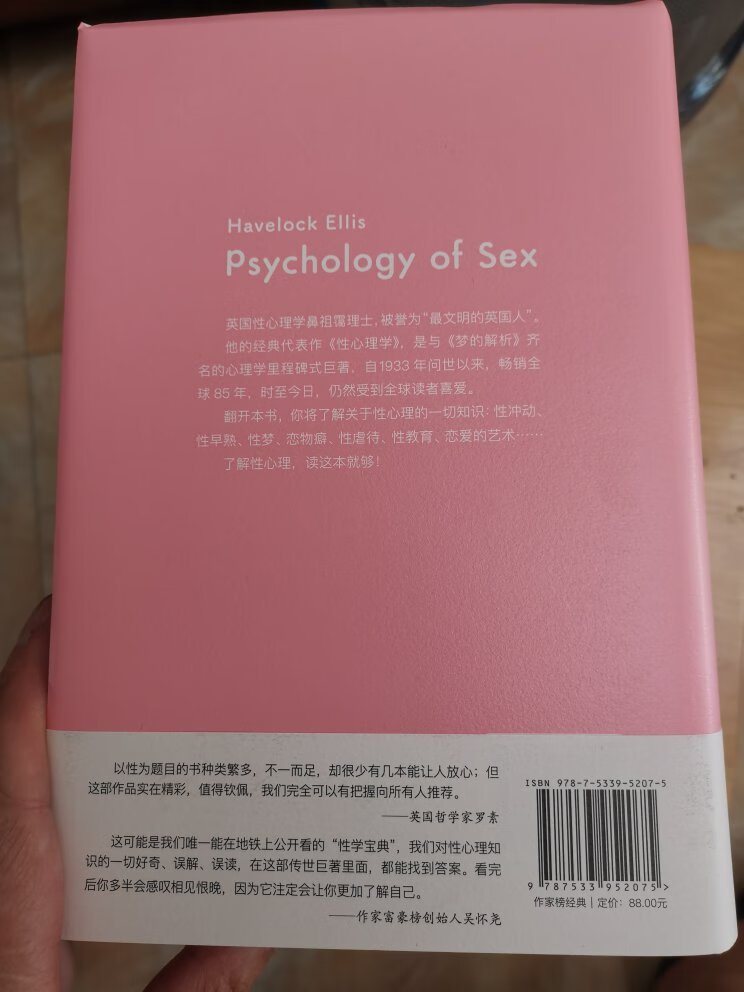 Havelock Ellis
Psychology of Sex
英国性心理学鼻祖霭理士，被誉为“最文明的英国人”。
他的经典代表作《性心理学》，是与《梦的解析》齐
名的心理学里程碑式巨著，自1933年问世以来，畅销全
球85年，时至今日，仍然受到全球读者喜爱。
翻开本书，你将了解关于性心理的一切知识：性冲动、
性早熟、性梦、恋物癖、性虐待、性教育、恋爱的艺术……
了解性心理，读这本就够！
以性为题目的书种类繁多，不一而足，却很少有几本能让人放心；但
这部作品实在精彩，值得钦佩，我们完全可以有把握向所有人推荐。
——英国哲学家罗素
这可能是我们唯一能在地铁上公开看的“性学宝典”，我们对性心理知
识的一切好奇、误解、误读，在这部传世巨著里面，都能找到答案。看完
后你多半会感叹相见恨晚，因为它注定会让你更加了解自己。
——作家富豪榜创始人吴怀尧
ISBN 978-7-5339-5207-5
9 787533 952075 >
作家榜经典｜定价：88.00元